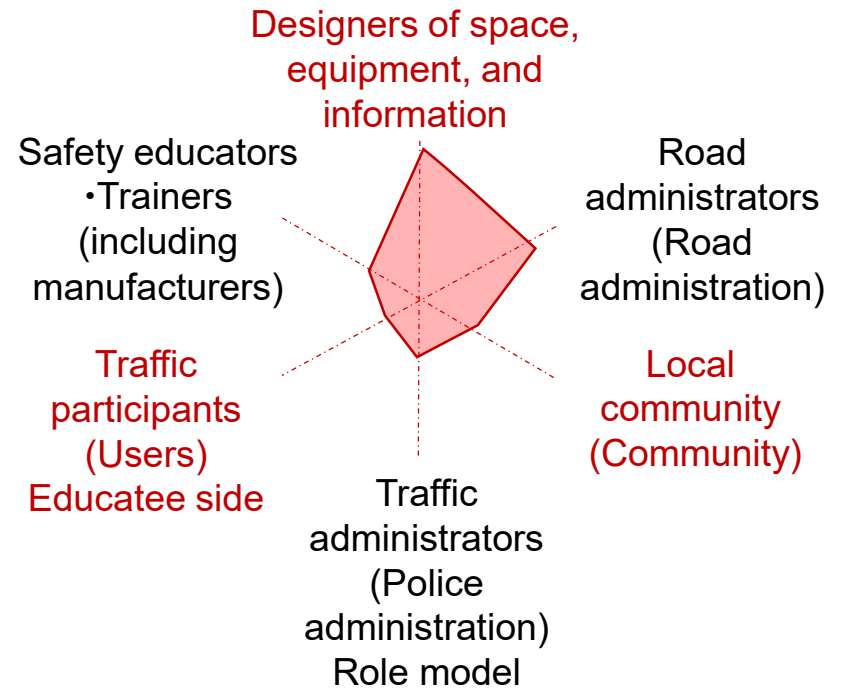 Designers of space,
equipment, and
information
Safety educators
・Trainers
(including
manufacturers)
Road
administrators
(Road
administration)
Traffic
participants
(Users)
Educatee side
Local
community
(Community)
Traffic
administrators
(Police
administration)
Role model